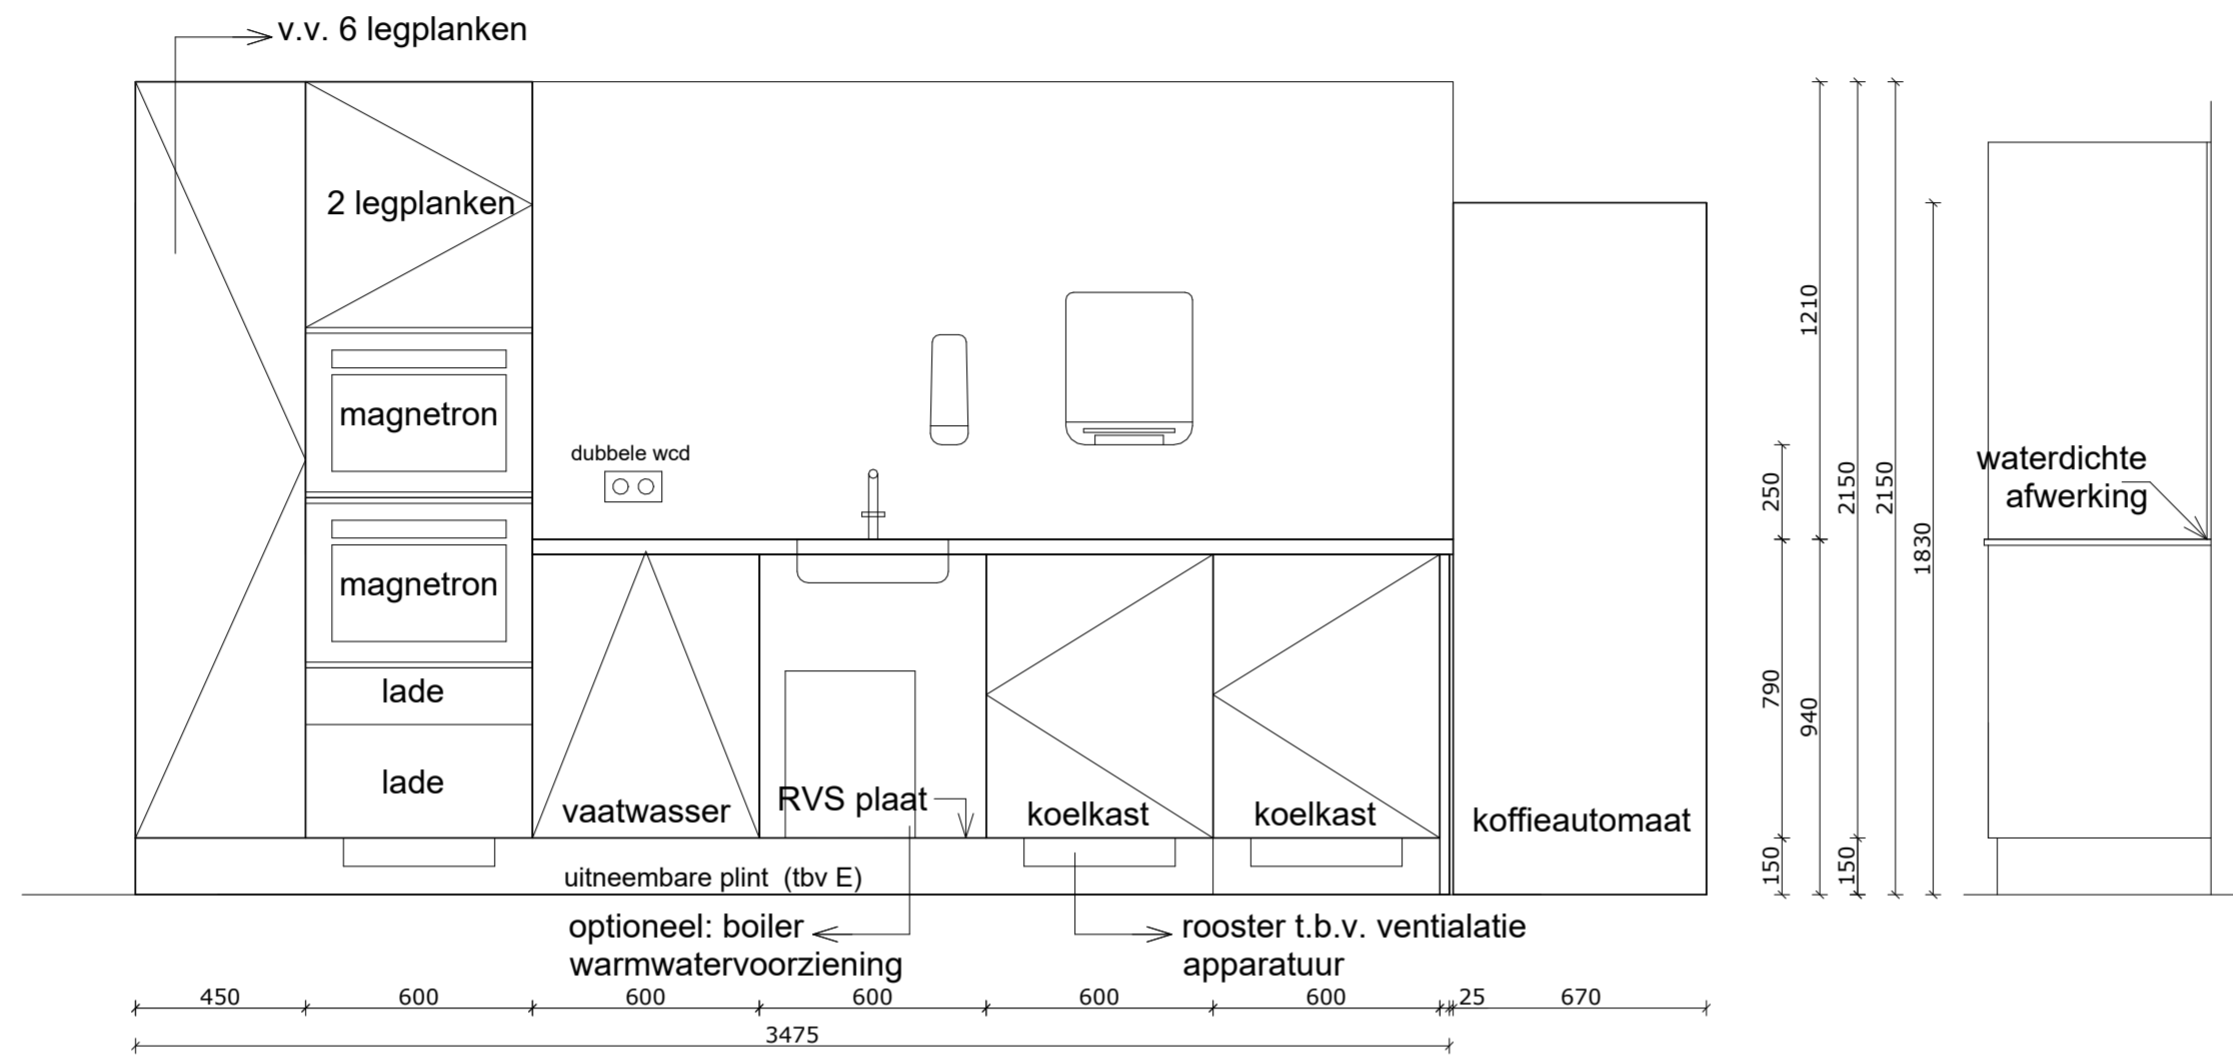 v.v. 6 legplanken
2 legplanken
magnetron
dubbele wcd
magnetron
lade
lade
vaatwasser
RVS plaat
koelkast
koelkast
koffieautomaat
uitneembare plint (tbv E)
optioneel: boiler
warmwatervoorziening
rooster t.b.v. ventialatie
apparatuur
450
600
600
600
600
600
25
670
3475
1210
250
790
940
150
2150
150
2150
1830
waterdichte
afwerking